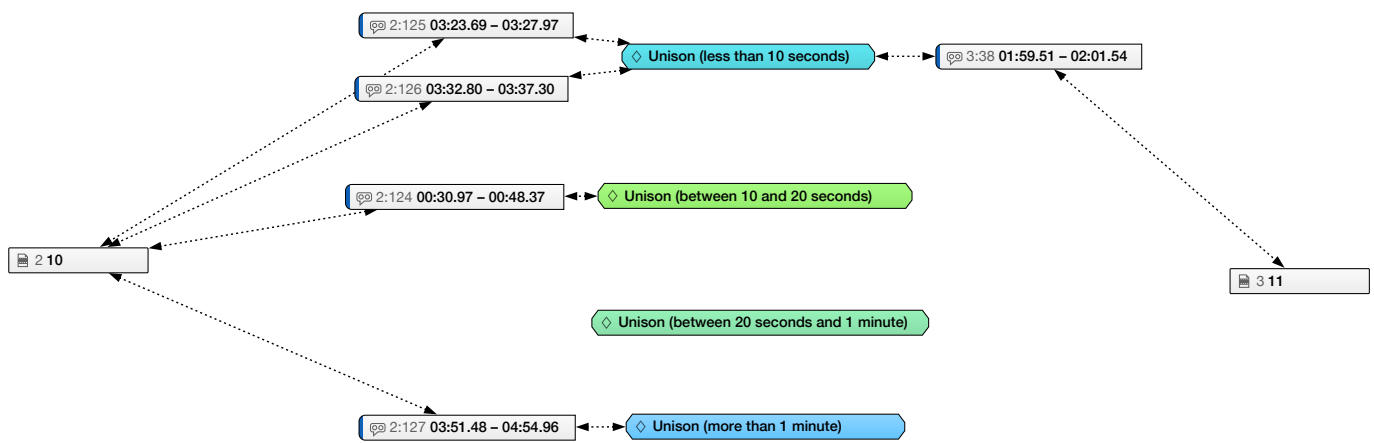 2:125 03:23.69 – 03:27.97
Unison (less than 10 seconds)
3:38 01:59.51 – 02:01.54
2:126 03:32.80 – 03:37.30
2:124 00:30.97 – 00:48.37
Unison (between 10 and 20 seconds)
2 10
3 11
Unison (between 20 seconds and 1 minute)
2:127 03:51.48 – 04:54.96
Unison (more than 1 minute)